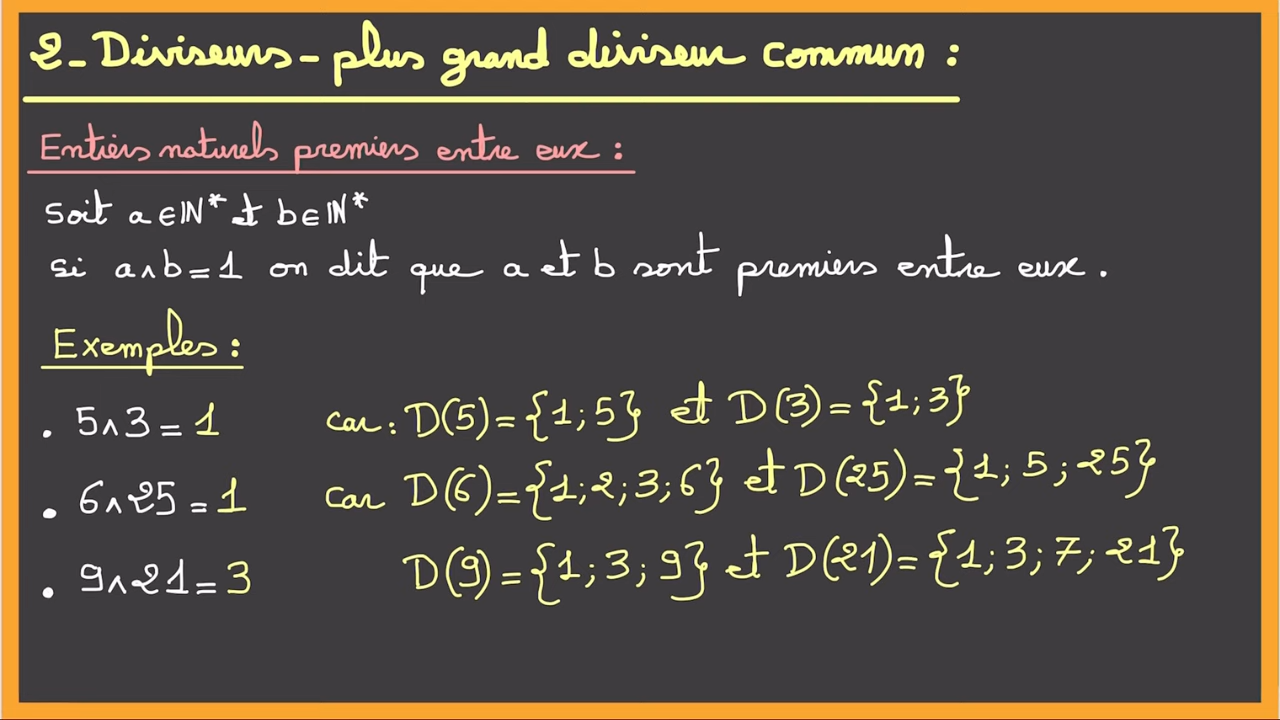 2_Diviseurs - plus grand diviseur commun :
Entiers naturels premiers entre eux :
Soit a ∈ ℕ* et b ∈ ℕ*
si a∧b = 1 on dit que a et b sont premiers entre eux .
Exemples :
. 5∧3 = 1 car : D(5) = {1; 5} et D(3) = {1; 3}
. 6∧25 = 1 car D(6) = {1; 2; 3; 6} et D(25) = {1; 5; 25}
. 9∧21 = 3 D(9) = {1; 3; 9} et D(21) = {1; 3; 7; 21}